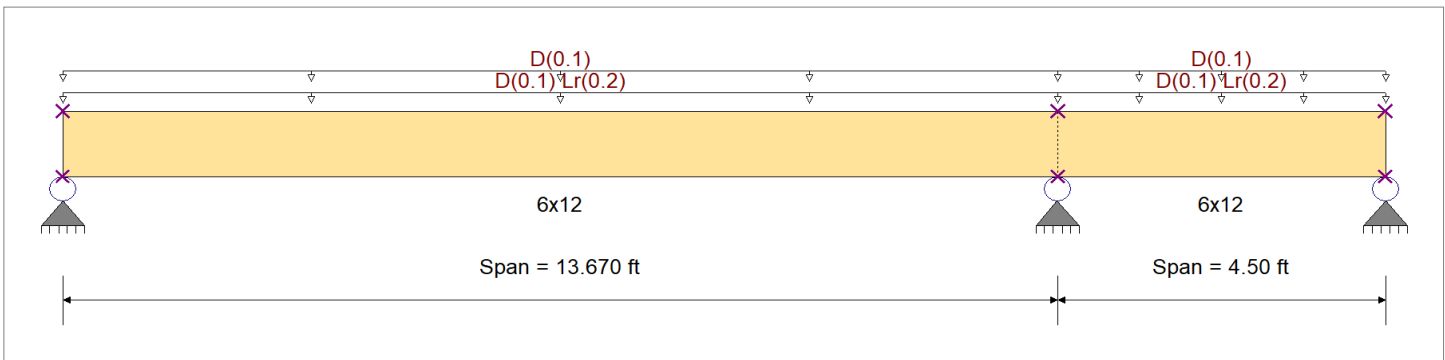 D(0.1) D(0.1)
D(0.1) Lr(0.2) D(0.1) Lr(0.2)
6x12 6x12
Span = 13.670 ft Span = 4.50 ft